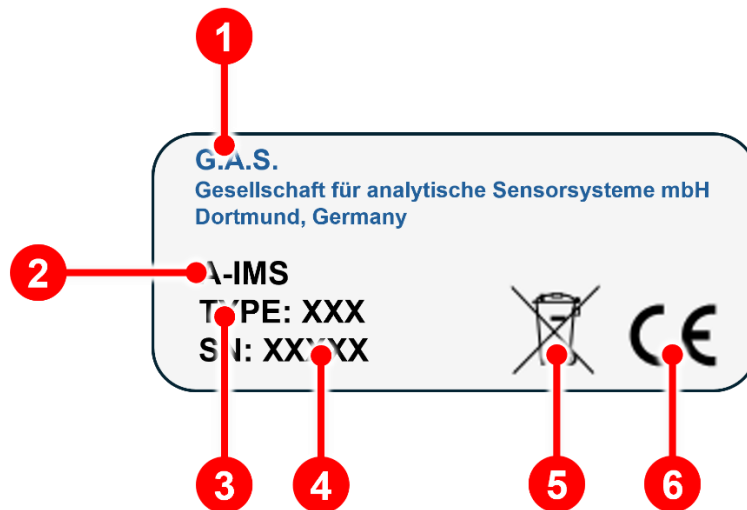 1
G.A.S.
Gesellschaft für analytische Sensorsysteme mbH
Dortmund, Germany
2
A-IMS
TYPE: XXX
SN: XXXXX
CE
3
4
5
6